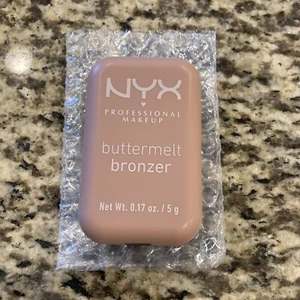 NYX
PROFESSIONAL
MAKEUP
buttermelt
bronzer
Net Wt. 0.17 oz. / 5 g